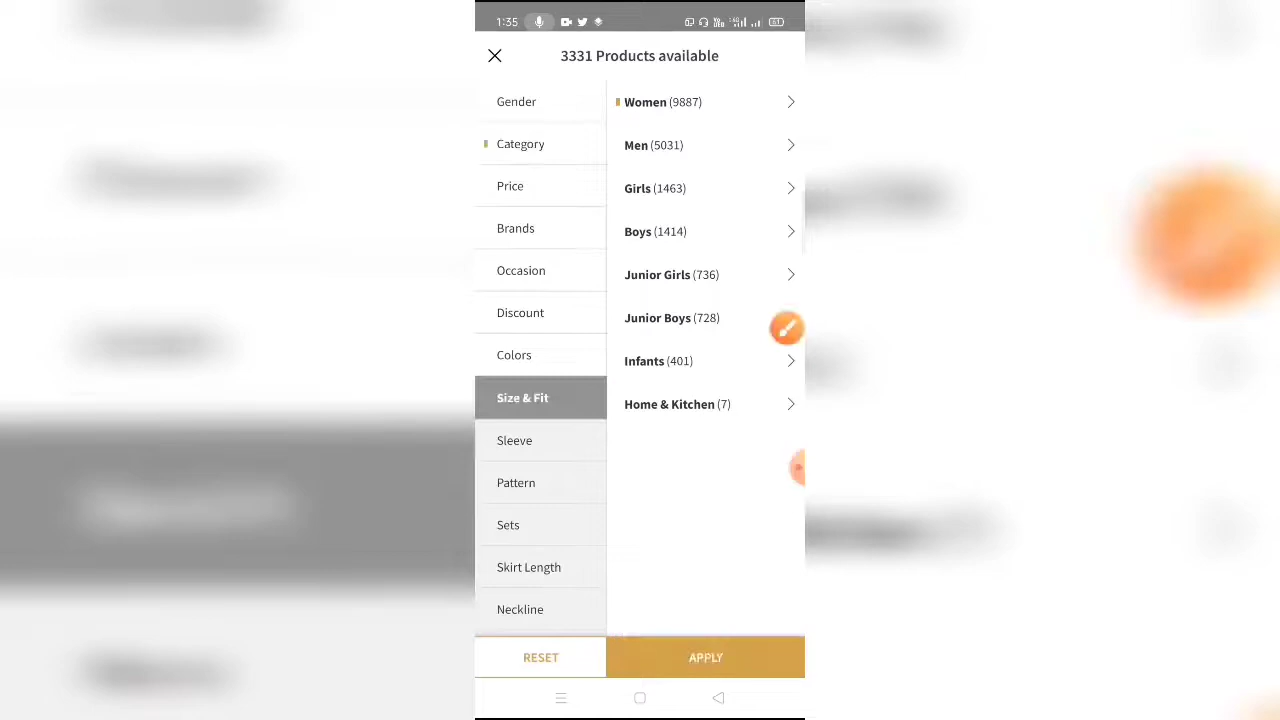 1:35
61
3331 Products available
Gender
Category
Price
Brands
Occasion
Discount
Colors
Size & Fit
Sleeve
Pattern
Sets
Skirt Length
Neckline
Women (9887)
Men (5031)
Girls (1463)
Boys (1414)
Junior Girls (736)
Junior Boys (728)
Infants (401)
Home & Kitchen (7)
RESET
APPLY